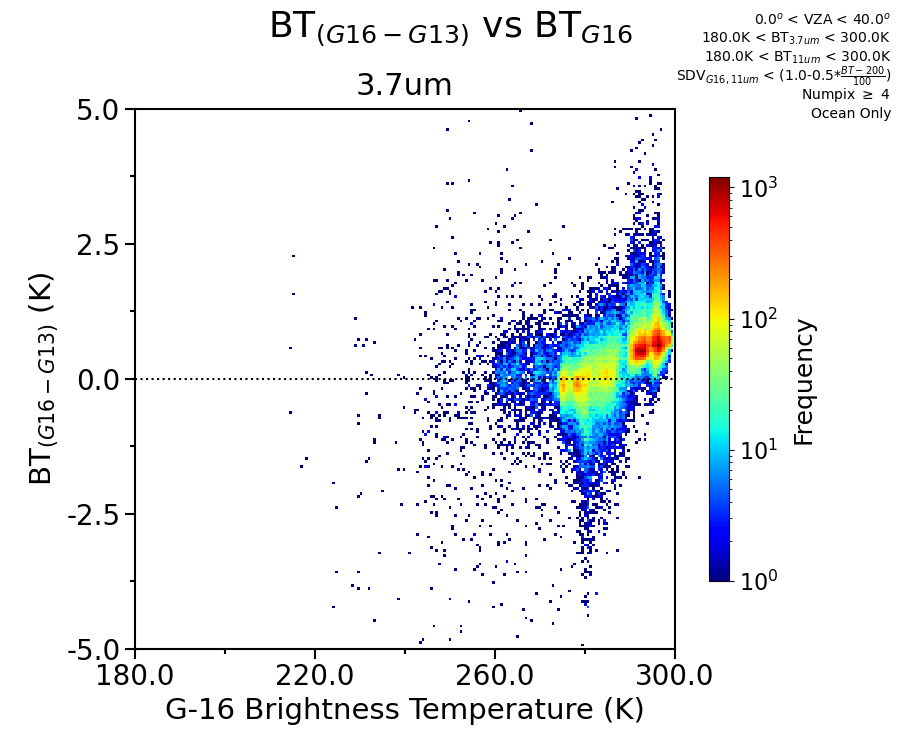 BT(G16 − G13) vs BTG16
3.7um
0.0° < VZA < 40.0°
180.0K < BT3.7um < 300.0K
180.0K < BT11um < 300.0K
SDVG16, 11um < (1.0-0.5*BT − 200/100)
Numpix ≥ 4
Ocean Only
BT(G16 − G13) (K)
5.0
2.5
0.0
-2.5
-5.0
180.0 220.0 260.0 300.0
G-16 Brightness Temperature (K)
10³
10²
10¹
10⁰
Frequency